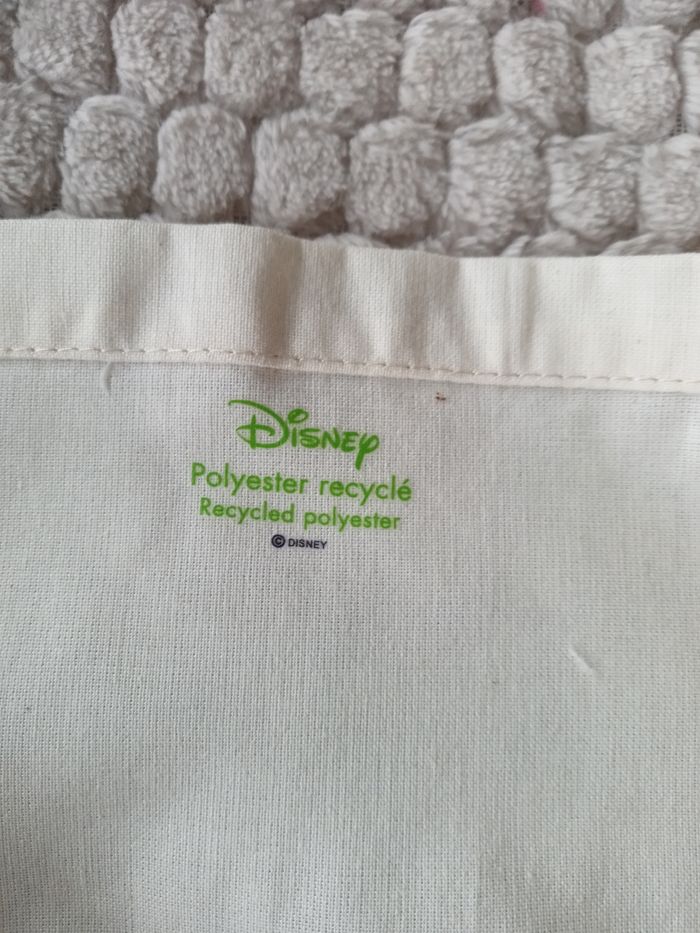 Disney
Polyester recyclé
Recycled polyester
© DISNEY